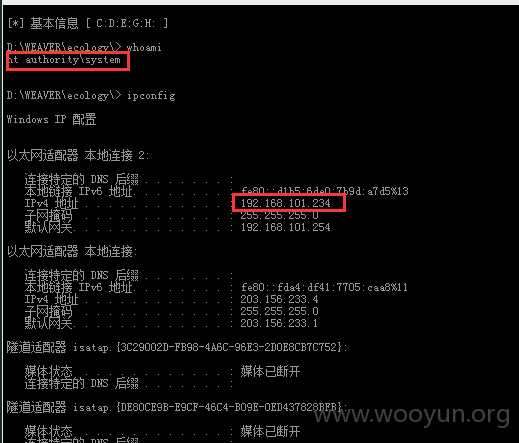 [*] 基本信息 [ C:D:E:G:H: ]
D:\WEAVER\ecology\> whoami
nt authority\system
D:\WEAVER\ecology\> ipconfig
Windows IP 配置
以太网适配器 本地连接 2:
连接特定的 DNS 后缀 . . . . . . . :
本地链接 IPv6 地址. . . . . . . . : fe80::d1b5:6de0:7b9d:a7d5%13
IPv4 地址 . . . . . . . . . . . . : 192.168.101.234
子网掩码 . . . . . . . . . . . . : 255.255.255.0
默认网关. . . . . . . . . . . . . : 192.168.101.254
以太网适配器 本地连接:
连接特定的 DNS 后缀 . . . . . . . :
本地链接 IPv6 地址. . . . . . . . : fe80::fda4:df41:7705:caa8%11
IPv4 地址 . . . . . . . . . . . . : 203.156.233.4
子网掩码 . . . . . . . . . . . . : 255.255.255.0
默认网关. . . . . . . . . . . . . : 203.156.233.1
隧道适配器 isatap.{3C29002D-FB98-4A6C-96E3-2D0E8CB7C752}:
媒体状态 . . . . . . . . . . . . : 媒体已断开
连接特定的 DNS 后缀 . . . . . . . :
隧道适配器 isatap.{DE80CE9B-E9CF-46C4-B09E-0ED437828BFB}:
媒体状态 . . . . . . . . . . . . : 媒体已断开
连接特定的 DNS 后缀 . . . . . . . :
www.wooyun.org